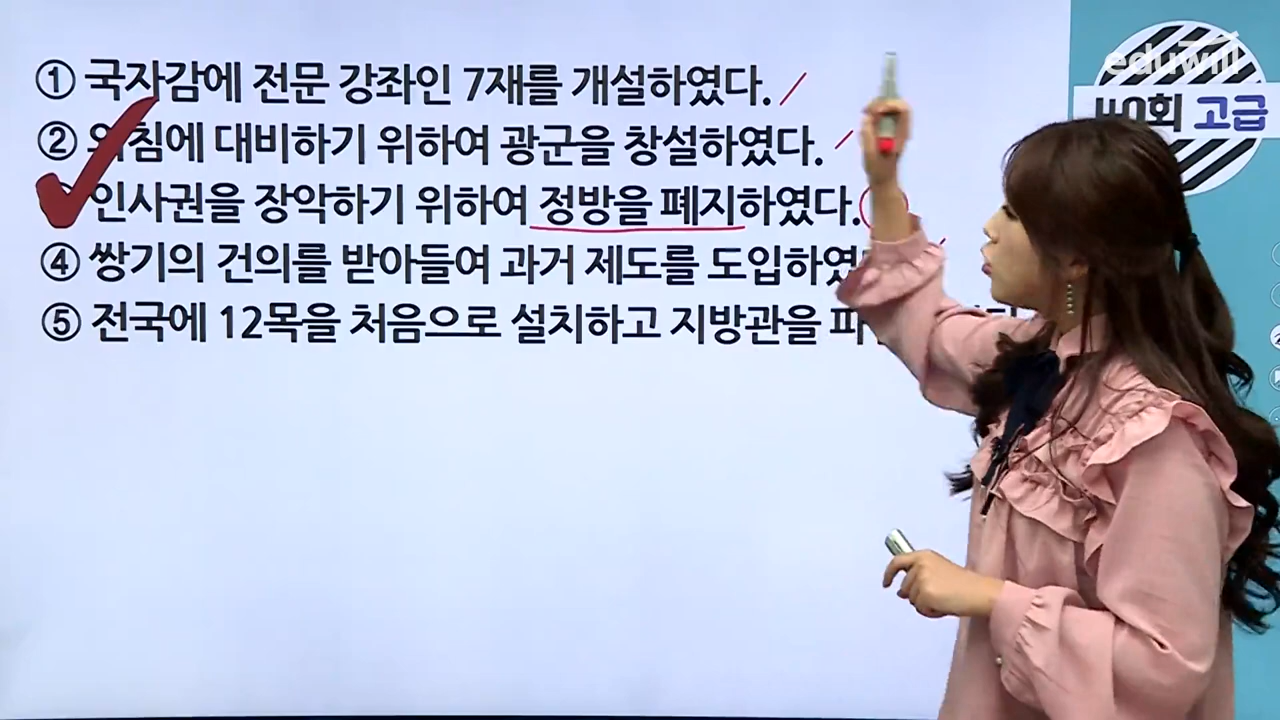 eduwill
40회 고급
① 국자감에 전문 강좌인 7재를 개설하였다.
② 외침에 대비하기 위하여 광군을 창설하였다.
인사권을 장악하기 위하여 정방을 폐지하였다.
④ 쌍기의 건의를 받아들여 과거 제도를 도입하였
⑤ 전국에 12목을 처음으로 설치하고 지방관을